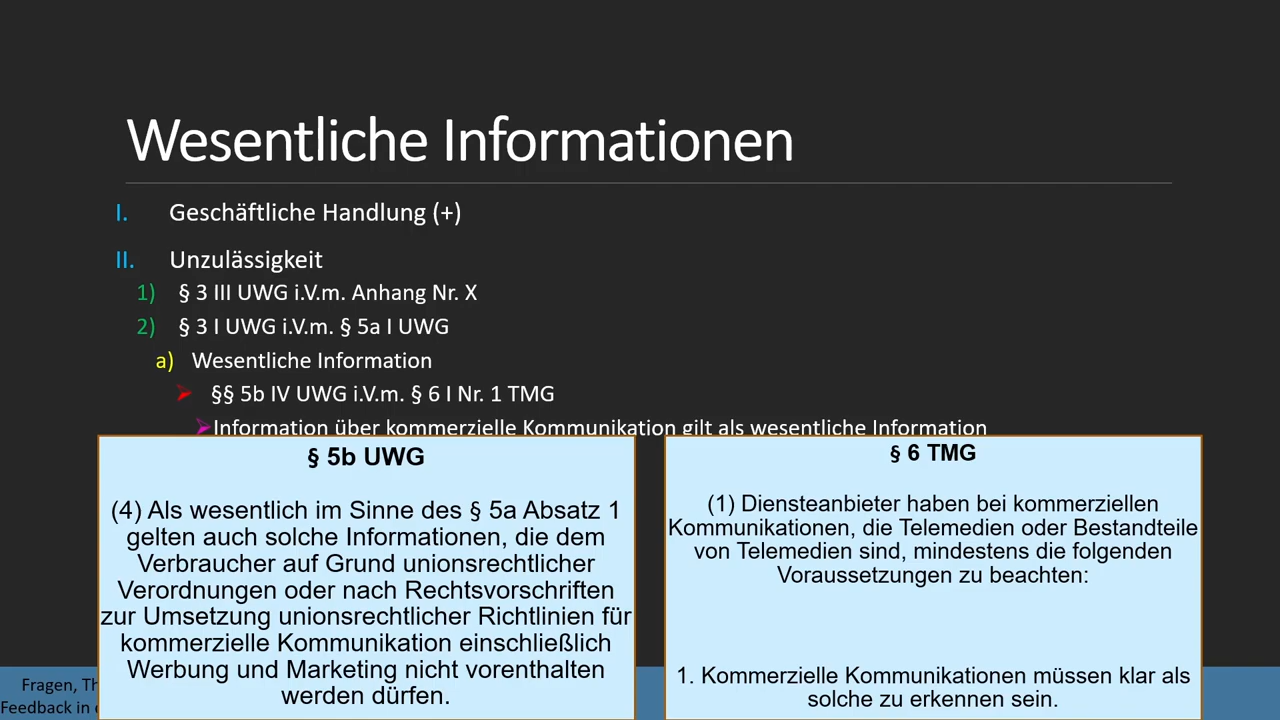 Wesentliche Informationen
I. Geschäftliche Handlung (+)
II. Unzulässigkeit
1) § 3 III UWG i.V.m. Anhang Nr. X
2) § 3 I UWG i.V.m. § 5a I UWG
a) Wesentliche Information
§§ 5b IV UWG i.V.m. § 6 I Nr. 1 TMG
Information über kommerzielle Kommunikation gilt als wesentliche Information
§ 5b UWG
(4) Als wesentlich im Sinne des § 5a Absatz 1
gelten auch solche Informationen, die dem
Verbraucher auf Grund unionsrechtlicher
Verordnungen oder nach Rechtsvorschriften
zur Umsetzung unionsrechtlicher Richtlinien für
kommerzielle Kommunikation einschließlich
Werbung und Marketing nicht vorenthalten
werden dürfen.
§ 6 TMG
(1) Diensteanbieter haben bei kommerziellen
Kommunikationen, die Telemedien oder Bestandteile
von Telemedien sind, mindestens die folgenden
Voraussetzungen zu beachten:
1. Kommerzielle Kommunikationen müssen klar als
solche zu erkennen sein.
Fragen,
Feedback in